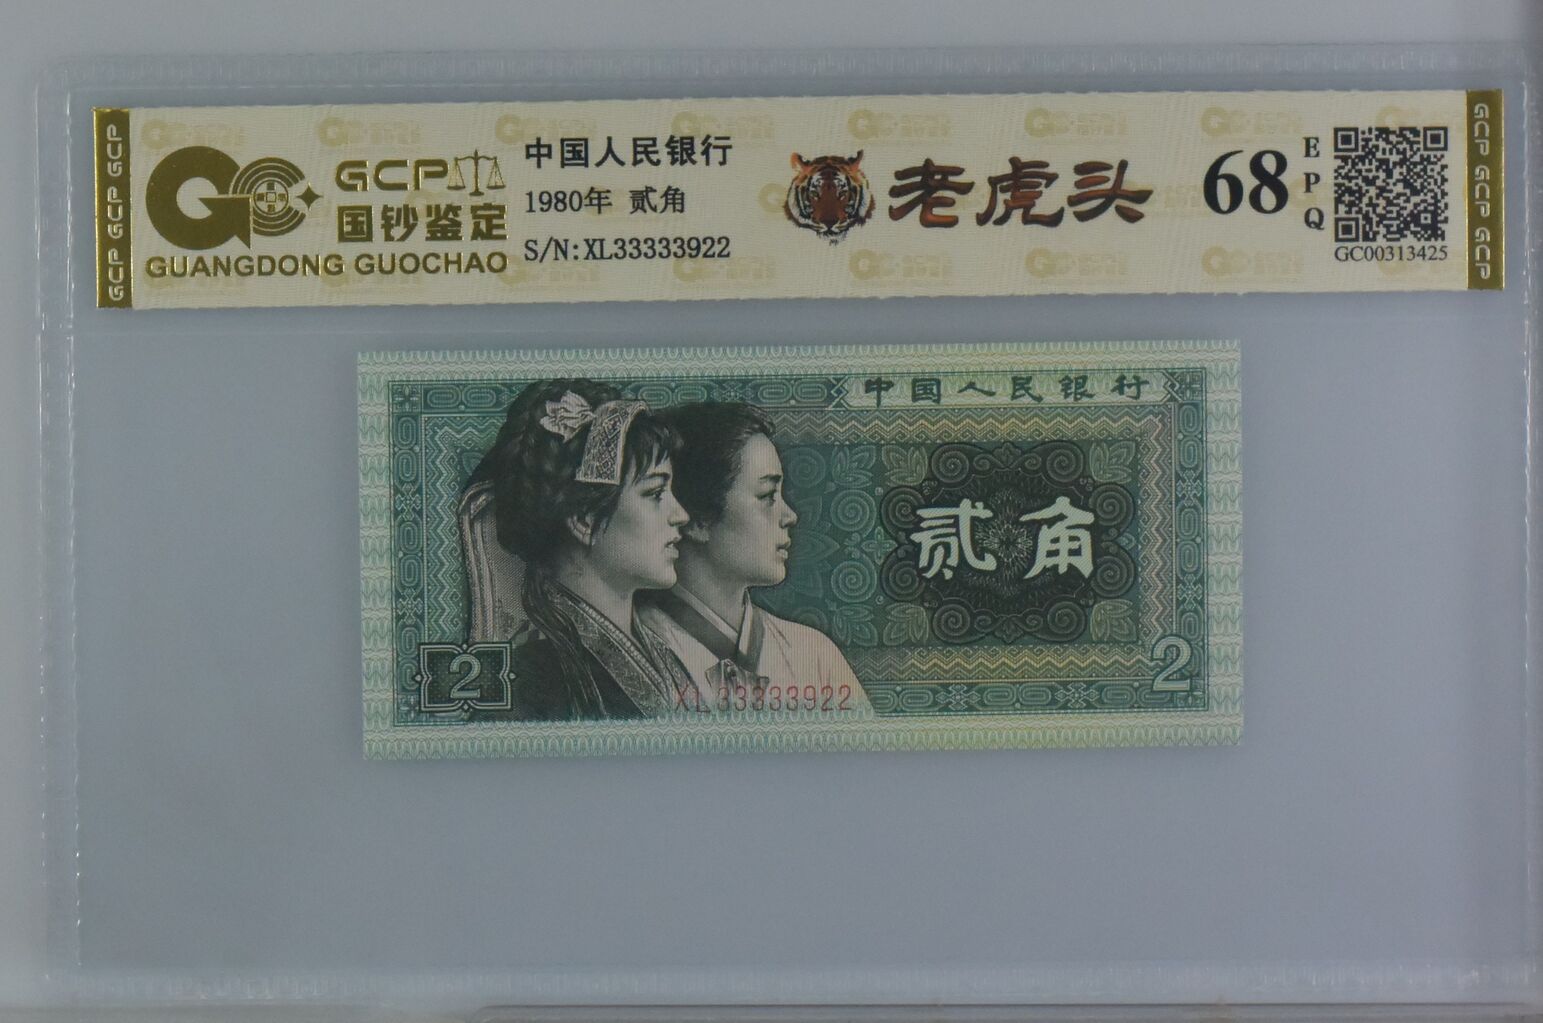 GCP GCP GCP
GCP
国钞鉴定
GUANGDONG GUOCHAO
中国人民银行
1980年 贰角
S/N:XL33333922
老虎头
68
EPQ
GC00313425
GCP GCP GCP
中国人民银行
贰角
2
2
XL33333922